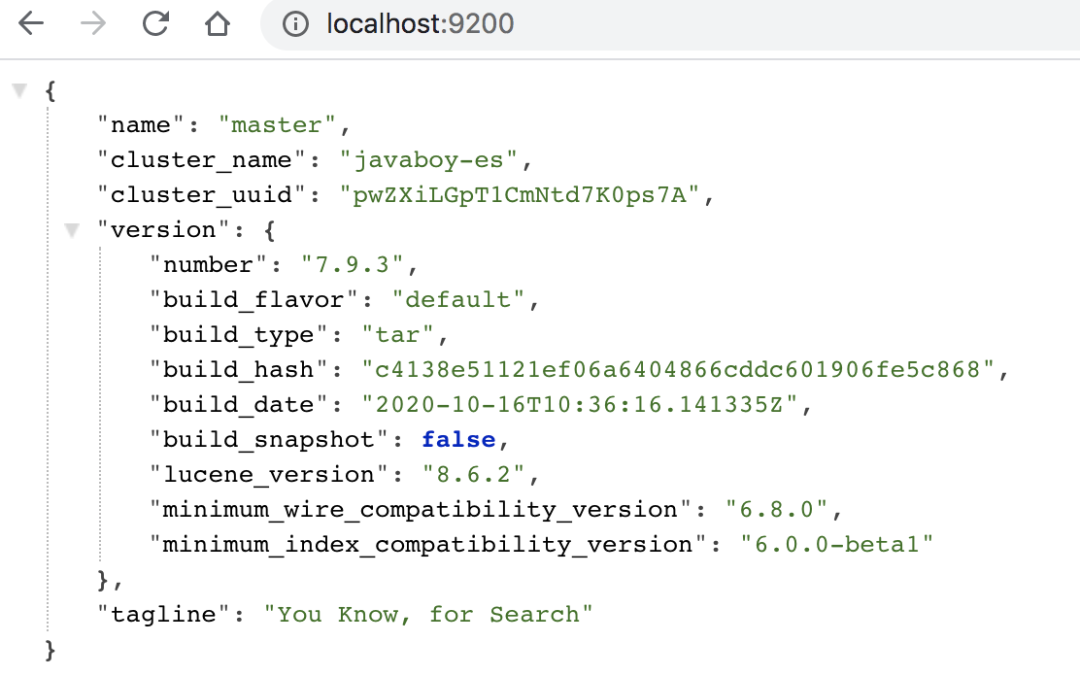 localhost:9200
{
"name": "master",
"cluster_name": "javaboy-es",
"cluster_uuid": "pwZXiLGpT1CmNtd7K0ps7A",
"version": {
"number": "7.9.3",
"build_flavor": "default",
"build_type": "tar",
"build_hash": "c4138e51121ef06a6404866cddc601906fe5c868",
"build_date": "2020-10-16T10:36:16.141335Z",
"build_snapshot": false,
"lucene_version": "8.6.2",
"minimum_wire_compatibility_version": "6.8.0",
"minimum_index_compatibility_version": "6.0.0-beta1"
},
"tagline": "You Know, for Search"
}